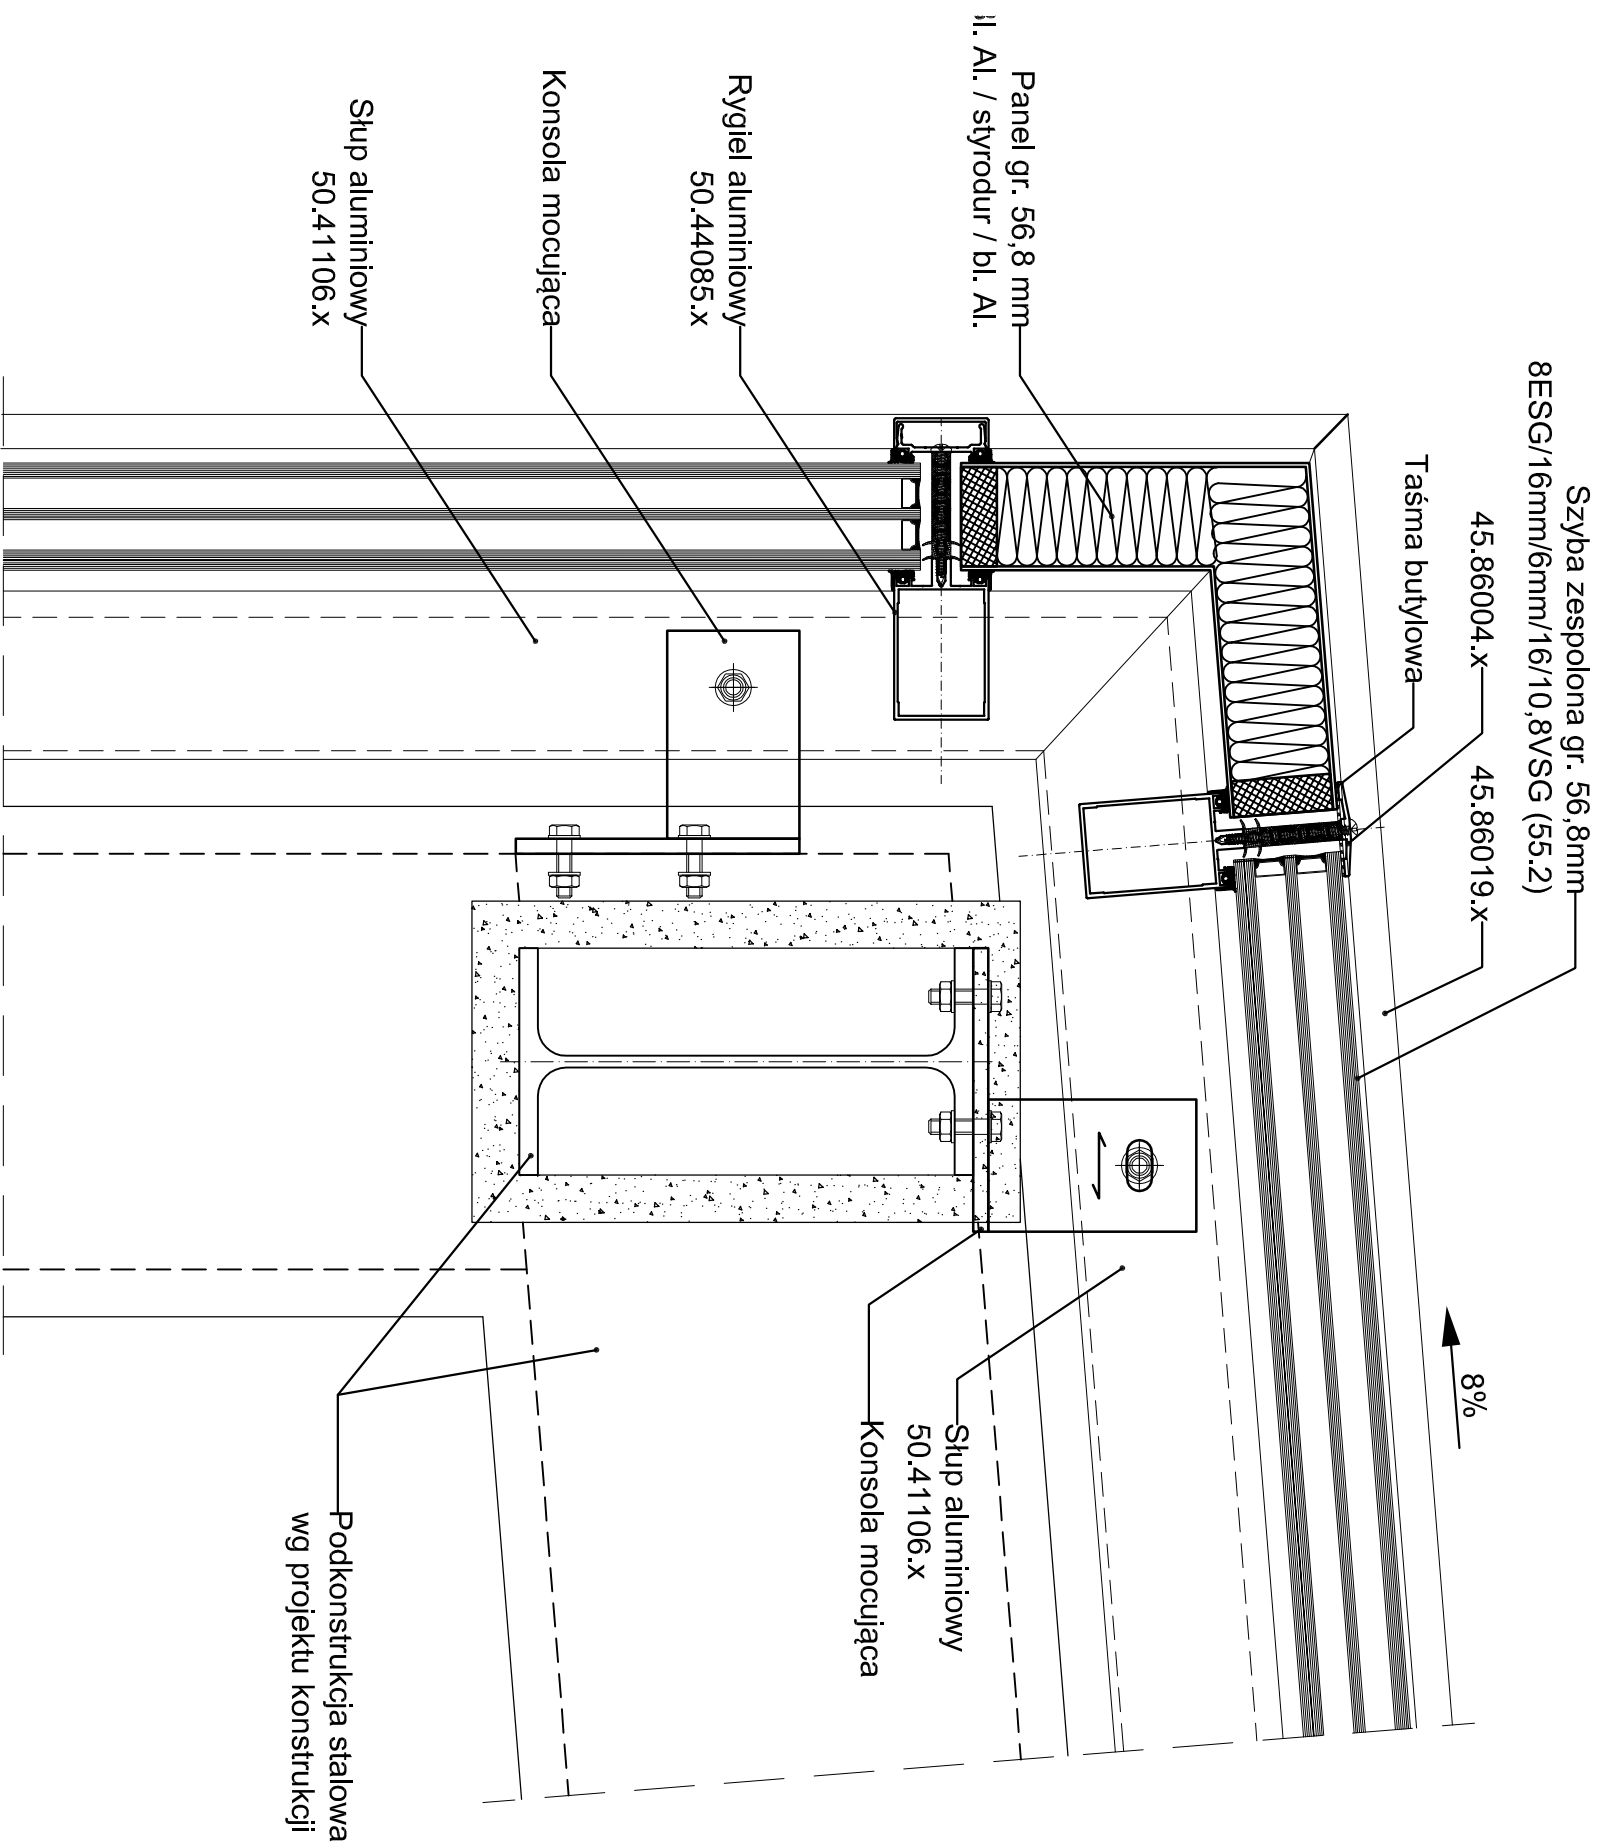 Szyba zespolona gr. 56,8mm
8ESG/16mm/6mm/16/10,8VSG (55.2)
45.86004.x
45.86019.x
Taśma butylowa
Panel gr. 56,8 mm
bl. Al. / styrodur / bl. Al.
Rygiel aluminiowy
50.44085.x
Konsola mocująca
Słup aluminiowy
50.41106.x
8%
Słup aluminiowy
50.41106.x
Konsola mocująca
Podkonstrukcja stalowa
wg projektu konstrukcji